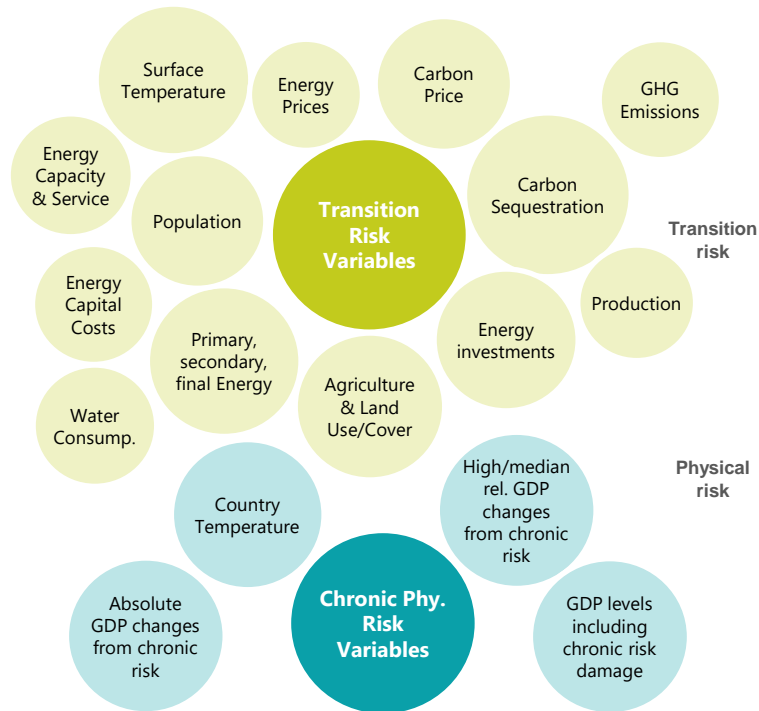 Surface
Temperature
Energy
Prices
Carbon
Price
GHG
Emissions
Energy
Capacity
& Service
Population
Transition
Risk
Variables
Carbon
Sequestration
Transition
risk
Energy
Capital
Costs
Primary,
secondary,
final Energy
Energy
investments
Production
Agriculture
& Land
Use/Cover
Water
Consump.
Country
Temperature
High/median
rel. GDP
changes
from chronic
risk
Physical
risk
Absolute
GDP changes
from chronic
risk
Chronic Phy.
Risk
Variables
GDP levels
including
chronic risk
damage